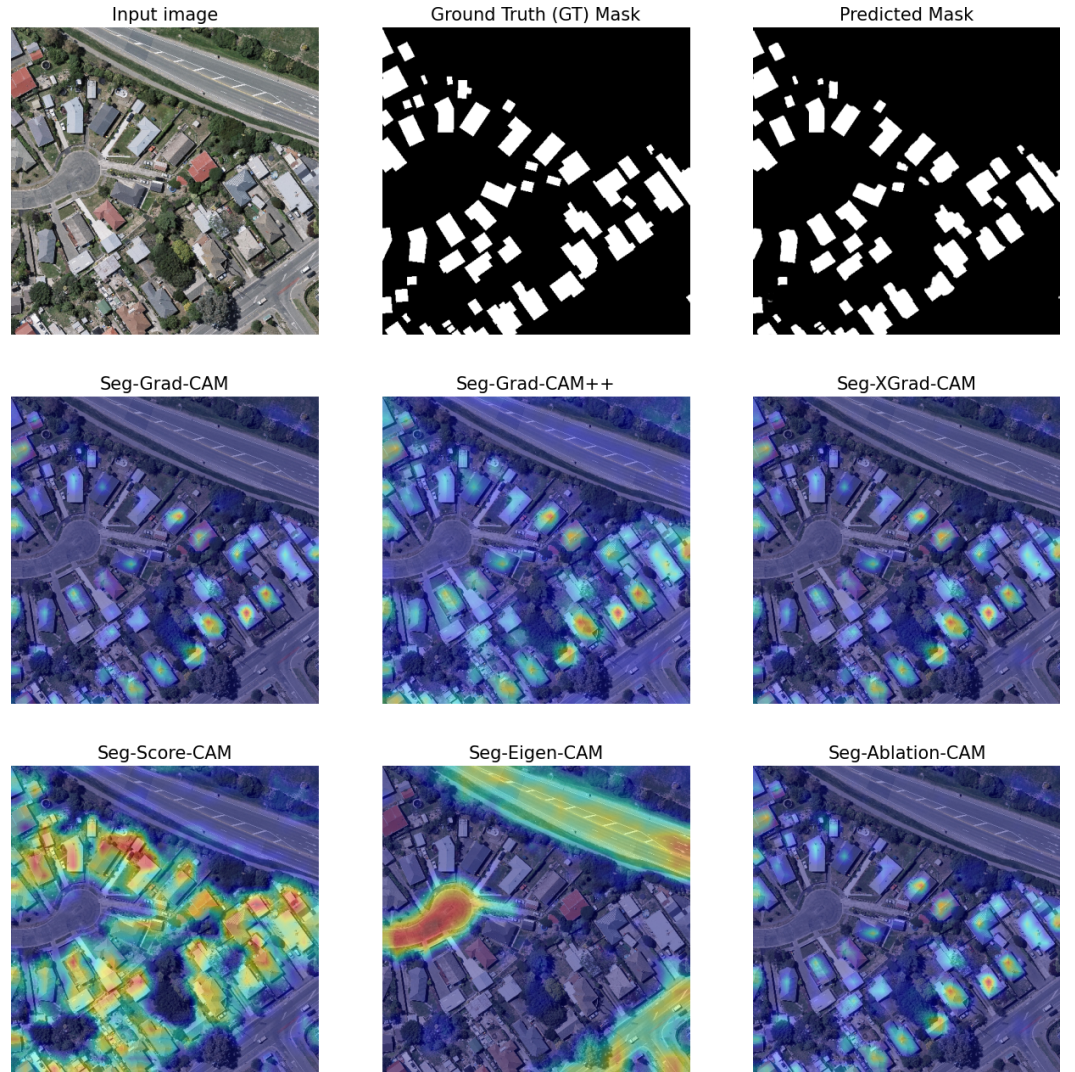 Input image
Ground Truth (GT) Mask
Predicted Mask
Seg-Grad-CAM
Seg-Grad-CAM++
Seg-XGrad-CAM
Seg-Score-CAM
Seg-Eigen-CAM
Seg-Ablation-CAM